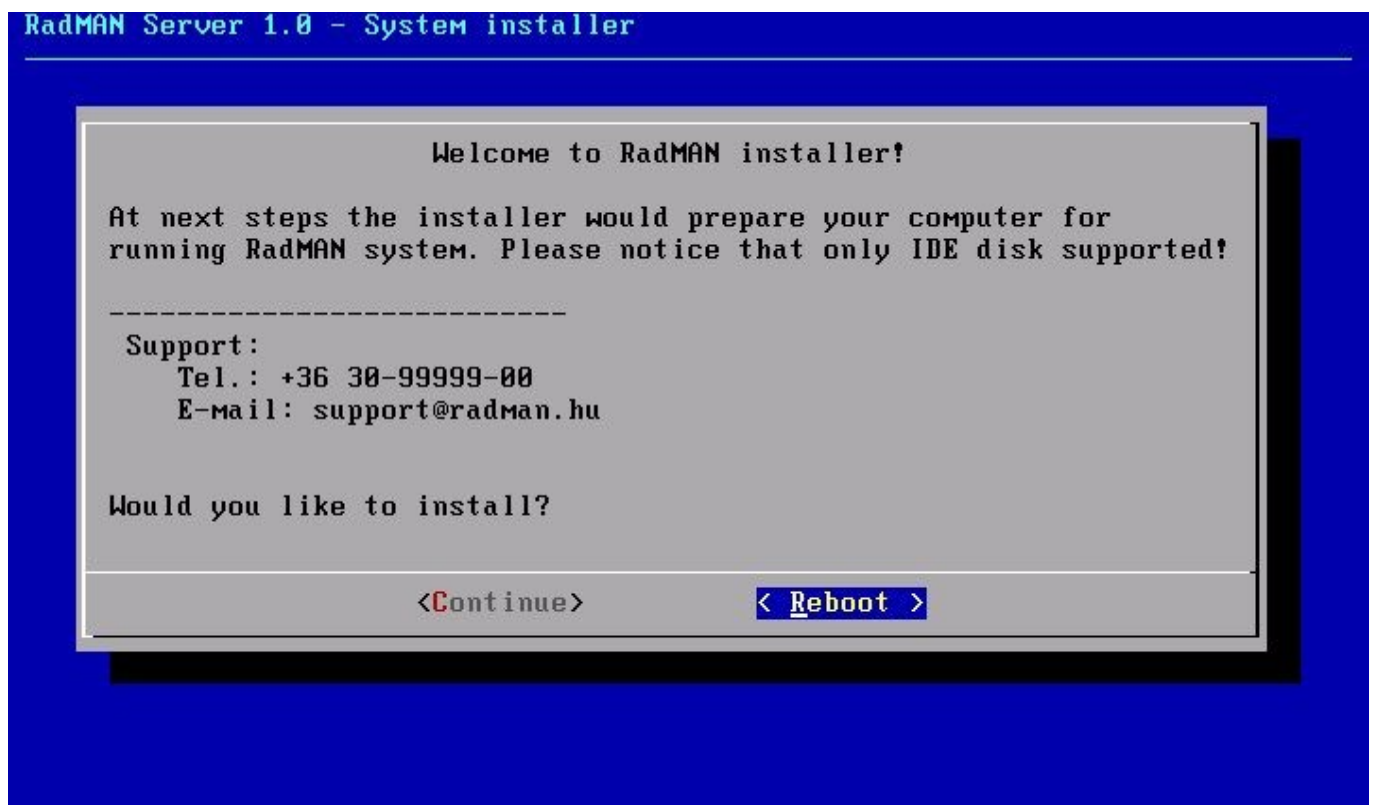 RadMAN Server 1.0 - System installer
Welcome to RadMAN installer!
At next steps the installer would prepare your computer for
running RadMAN system. Please notice that only IDE disk supported!
---------------------------
Support:
Tel.: +36 30-99999-00
E-mail: support@radman.hu
Would you like to install?
<Continue> < Reboot >